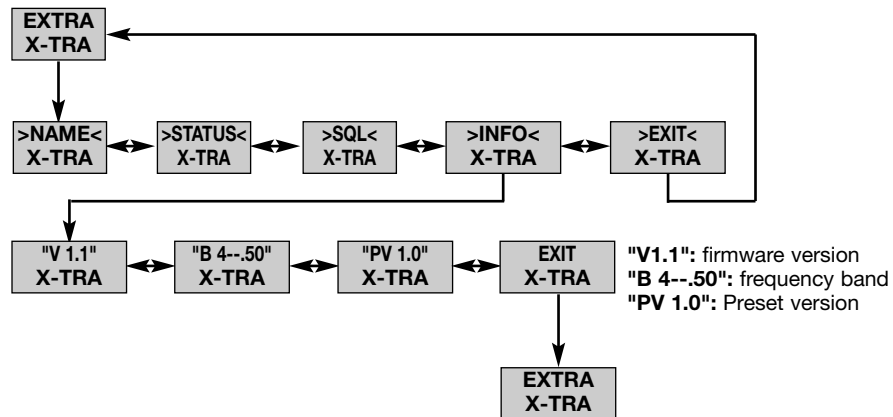 EXTRA
X-TRA
>NAME<
X-TRA
>STATUS<
X-TRA
>SQL<
X-TRA
>INFO<
X-TRA
>EXIT<
X-TRA
"V 1.1"
X-TRA
"B 4--.50"
X-TRA
"PV 1.0"
X-TRA
EXIT
X-TRA
"V1.1": firmware version
"B 4--.50": frequency band
"PV 1.0": Preset version
EXTRA
X-TRA